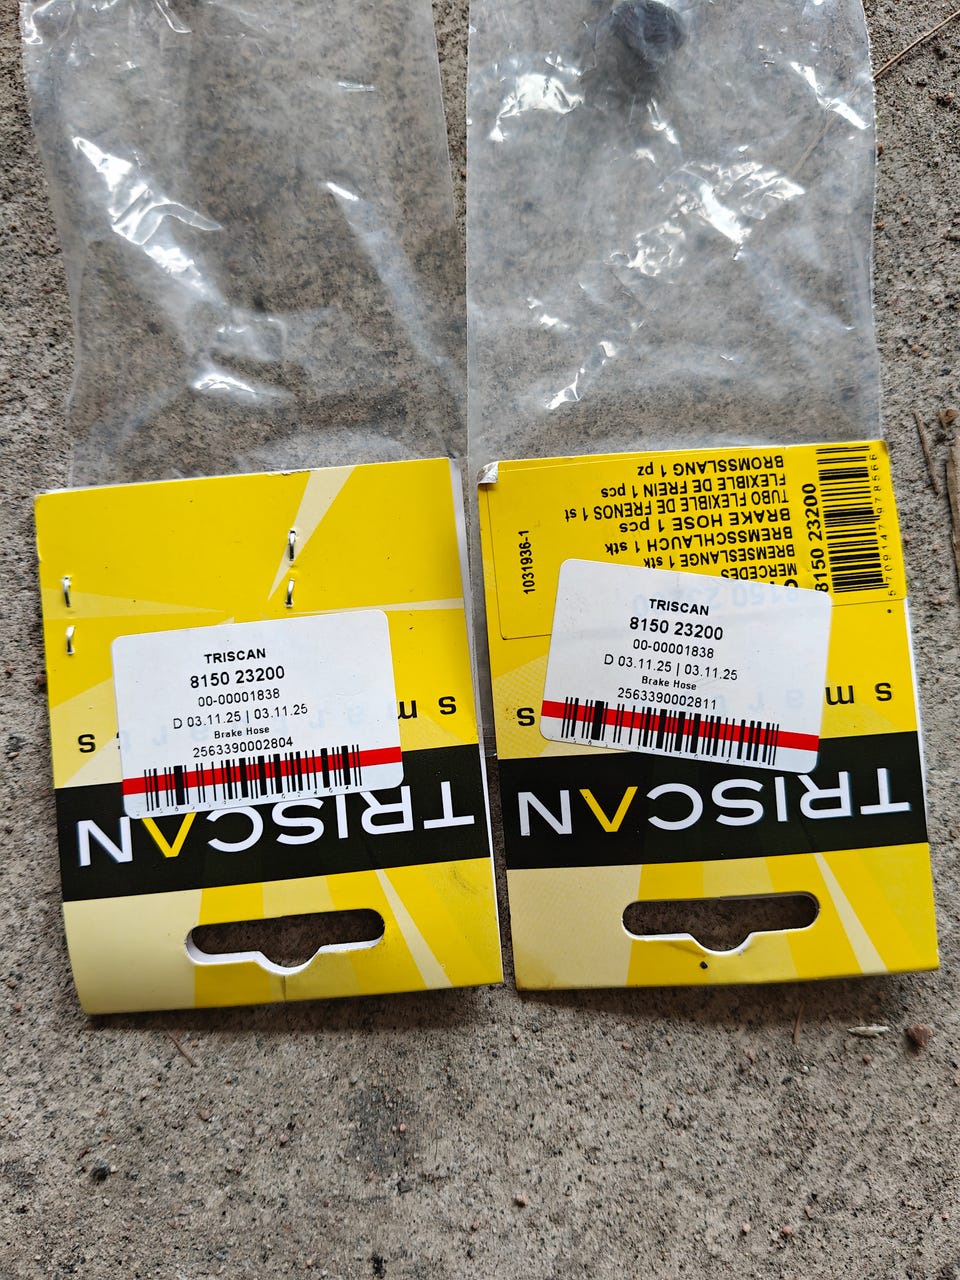 TRISCAN
8150 23200
00-00001838
D 03.11.25 | 03.11.25
Brake Hose
2563390002804
TRISCAN
BROMSSLANG 1 pz
FLEXIBLE DE FREIN 1 pcs
TUBO FLEXIBLE DE FRENOS 1 st
BRAKE HOSE 1 pcs
BREMSSCHLAUCH 1 stk
BREMSESLANGE 1 stk
MERCEDES
8150 23200
5 709147 978566
1031936-1
TRISCAN
8150 23200
00-00001838
D 03.11.25 | 03.11.25
Brake Hose
2563390002811
TRISCAN